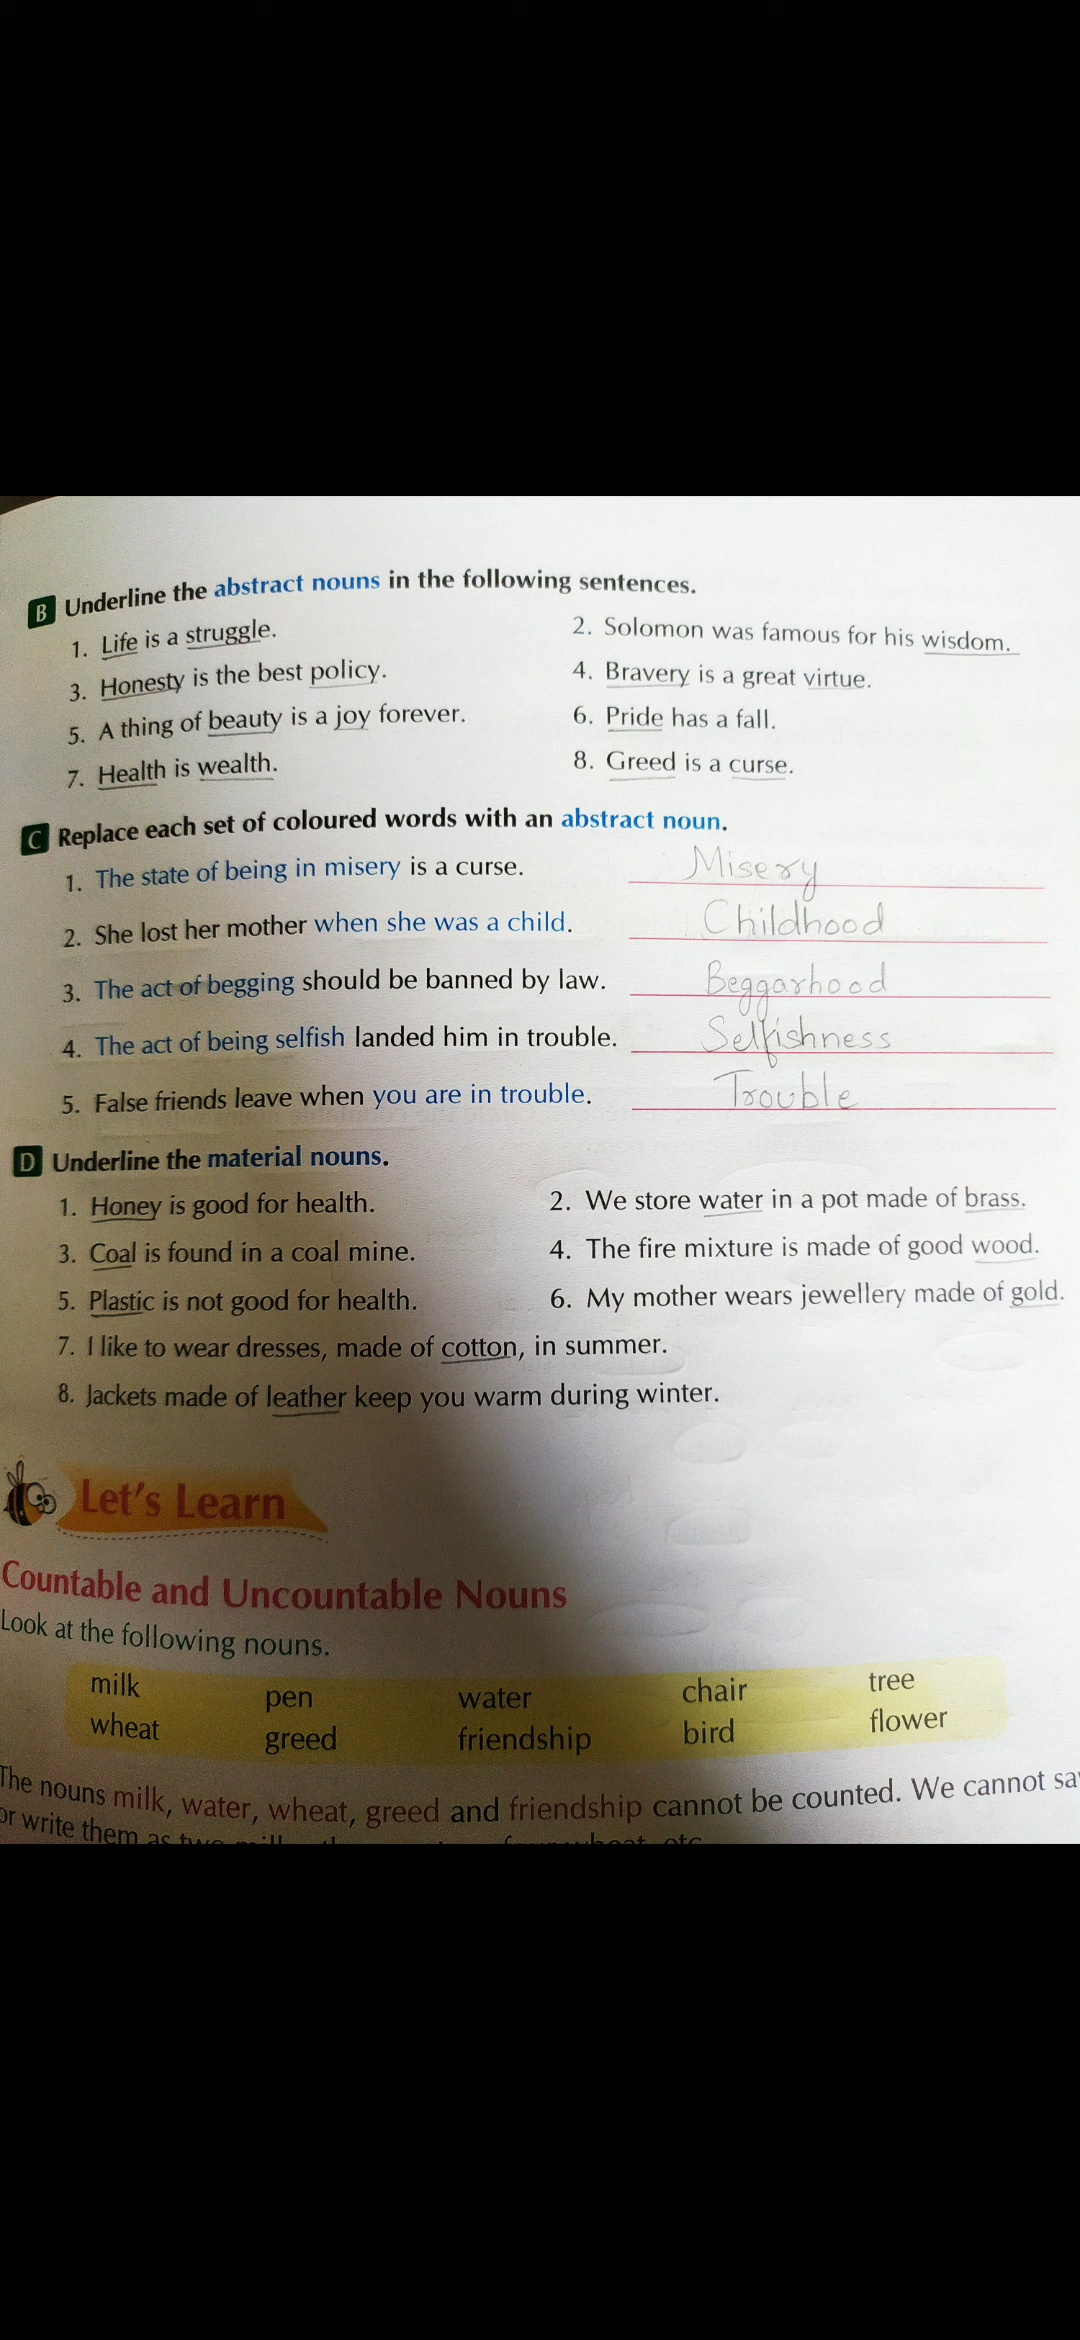 B Underline the abstract nouns in the following sentences.
1. Life is a struggle.
2. Solomon was famous for his wisdom.
3. Honesty is the best policy.
4. Bravery is a great virtue.
5. A thing of beauty is a joy forever.
6. Pride has a fall.
7. Health is wealth.
8. Greed is a curse.
C Replace each set of coloured words with an abstract noun.
1. The state of being in misery is a curse. Misery
2. She lost her mother when she was a child. Childhood
3. The act of begging should be banned by law. Beggarhood
4. The act of being selfish landed him in trouble. Selfishness
5. False friends leave when you are in trouble. Trouble
D Underline the material nouns.
1. Honey is good for health.
2. We store water in a pot made of brass.
3. Coal is found in a coal mine.
4. The fire mixture is made of good wood.
5. Plastic is not good for health.
6. My mother wears jewellery made of gold.
7. I like to wear dresses, made of cotton, in summer.
8. Jackets made of leather keep you warm during winter.
Let's Learn
Countable and Uncountable Nouns
Look at the following nouns.
milk pen water chair tree
wheat greed friendship bird flower
The nouns milk, water, wheat, greed and friendship cannot be counted. We cannot sa
or write them as two